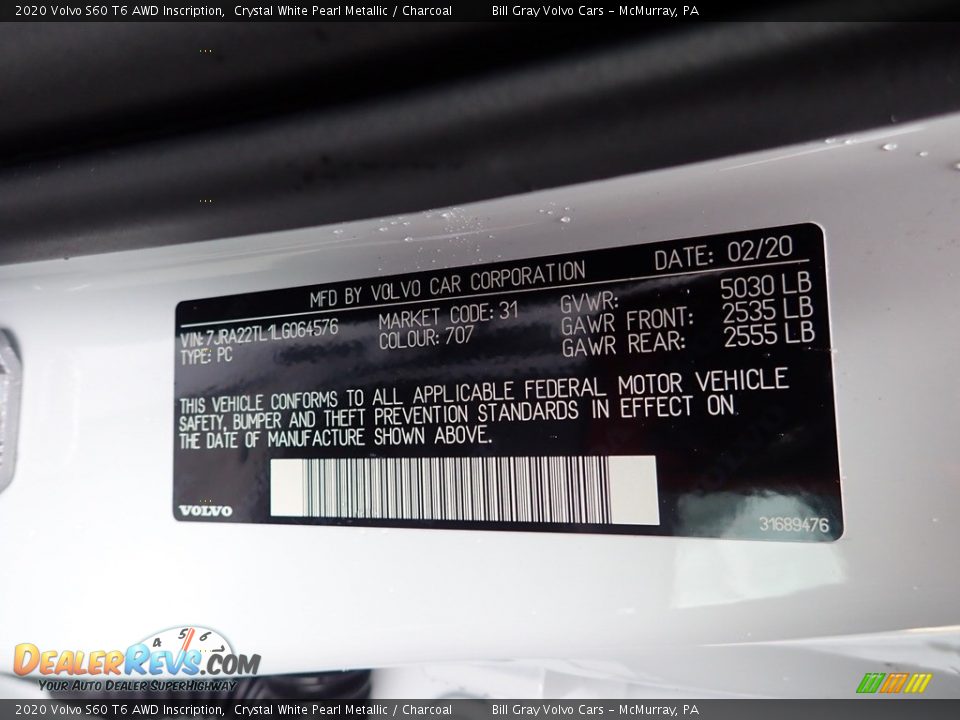 2020 Volvo S60 T6 AWD Inscription, Crystal White Pearl Metallic / Charcoal Bill Gray Volvo Cars - McMurray, PA
MFD BY VOLVO CAR CORPORATION DATE: 02/20
VIN: 7JRA22TL1LG064576 MARKET CODE: 31 GVWR: 5030 LB
TYPE: PC COLOUR: 707 GAWR FRONT: 2535 LB
GAWR REAR: 2555 LB
THIS VEHICLE CONFORMS TO ALL APPLICABLE FEDERAL MOTOR VEHICLE
SAFETY, BUMPER AND THEFT PREVENTION STANDARDS IN EFFECT ON
THE DATE OF MANUFACTURE SHOWN ABOVE.
VOLVO
31689476
4 5 6
DEALERREVS.COM
YOUR AUTO DEALER SUPERHIGHWAY
2020 Volvo S60 T6 AWD Inscription, Crystal White Pearl Metallic / Charcoal Bill Gray Volvo Cars - McMurray, PA